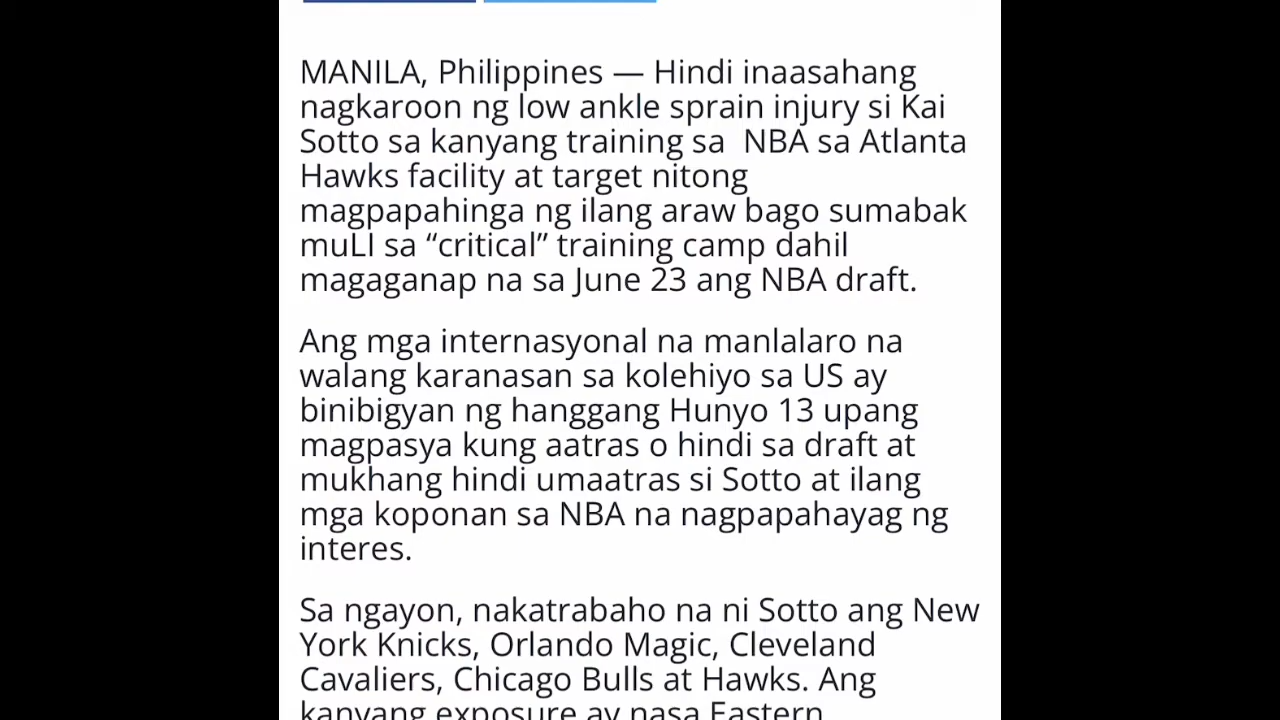 MANILA, Philippines — Hindi inaasahang
nagkaroon ng low ankle sprain injury si Kai
Sotto sa kanyang training sa  NBA sa Atlanta
Hawks facility at target nitong
magpapahinga ng ilang araw bago sumabak
muLI sa “critical” training camp dahil
magaganap na sa June 23 ang NBA draft.
Ang mga internasyonal na manlalaro na
walang karanasan sa kolehiyo sa US ay
binibigyan ng hanggang Hunyo 13 upang
magpasya kung aatras o hindi sa draft at
mukhang hindi umaatras si Sotto at ilang
mga koponan sa NBA na nagpapahayag ng
interes.
Sa ngayon, nakatrabaho na ni Sotto ang New
York Knicks, Orlando Magic, Cleveland
Cavaliers, Chicago Bulls at Hawks. Ang
kanyang exposure ay nasa Eastern